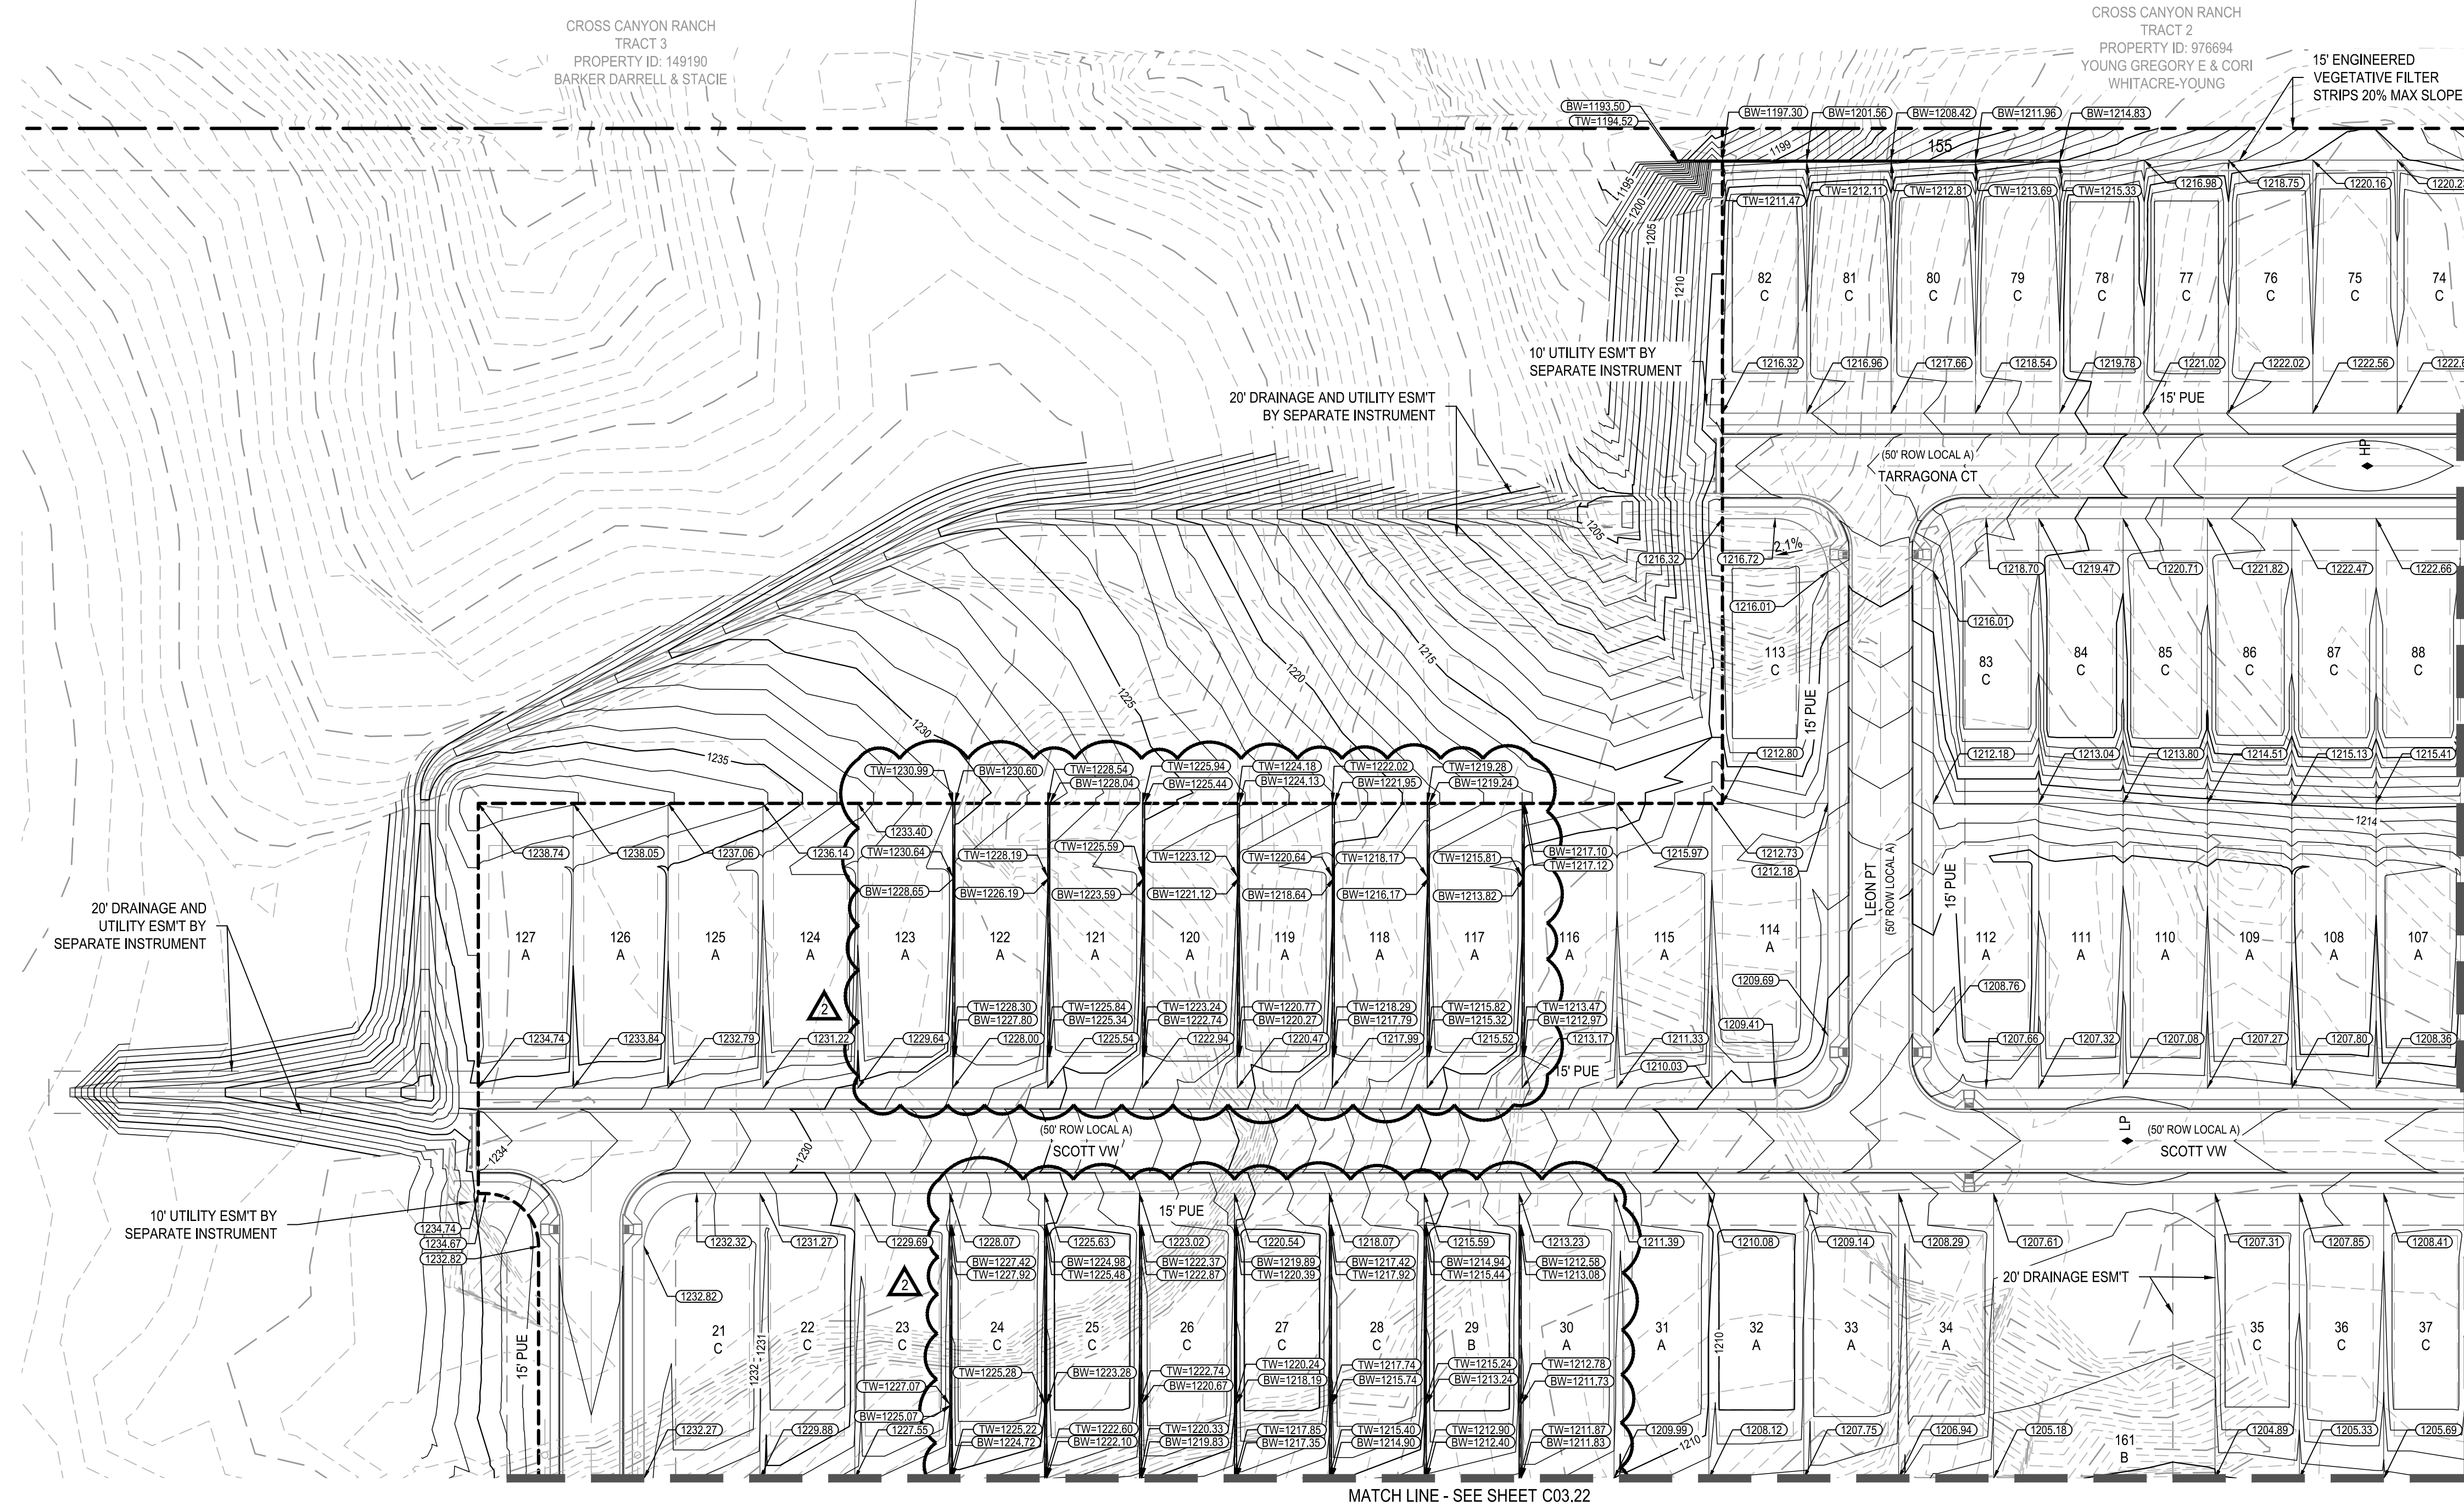 CROSS CANYON RANCH
TRACT 3
PROPERTY ID: 149190
BARKER DARRELL & STACIE
CROSS CANYON RANCH
TRACT 2
PROPERTY ID: 976694
YOUNG GREGORY E & CORI
WHITACRE-YOUNG
15' ENGINEERED
VEGETATIVE FILTER
STRIPS 20% MAX SLOPE
BW=1193.50
TW=1194.52
BW=1197.30
BW=1201.56
BW=1208.42
BW=1211.96
BW=1214.83
1199
155
TW=1211.47
TW=1212.11
TW=1212.81
TW=1213.69
TW=1215.33
1216.98
1218.75
1220.16
1195
1200
1205
1210
82
C
81
C
80
C
79
C
78
C
77
C
76
C
75
C
74
C
10' UTILITY ESM'T BY
SEPARATE INSTRUMENT
1216.32
1216.96
1217.66
1218.54
1219.78
1221.02
1222.02
1222.56
15' PUE
20' DRAINAGE AND UTILITY ESM'T
BY SEPARATE INSTRUMENT
(50' ROW LOCAL A)
TARRAGONA CT
HP
1205
1216.32
1216.72
2.1%
1216.01
1218.70
1219.47
1220.71
1221.82
1222.47
1222.66
1216.01
113
C
15' PUE
83
C
84
C
85
C
86
C
87
C
88
C
1215
1220
1225
1230
1235
1212.80
1212.18
1213.04
1213.80
1214.51
1215.13
1215.41
TW=1230.99
BW=1230.60
TW=1228.54
BW=1228.04
TW=1225.94
BW=1225.44
TW=1224.18
BW=1224.13
TW=1222.02
BW=1221.95
TW=1219.28
BW=1219.24
1214
1238.74
1238.05
1237.06
1236.14
1233.40
TW=1230.64
BW=1228.65
TW=1228.19
BW=1226.19
TW=1225.59
BW=1223.59
TW=1223.12
BW=1221.12
TW=1220.64
BW=1218.64
TW=1218.17
BW=1216.17
TW=1215.81
BW=1213.82
BW=1217.10
TW=1217.12
1215.97
1212.73
1212.18
20' DRAINAGE AND
UTILITY ESM'T BY
SEPARATE INSTRUMENT
LEON PT
(50' ROW LOCAL A)
15' PUE
127
A
126
A
125
A
124
A
123
A
122
A
121
A
120
A
119
A
118
A
117
A
116
A
115
A
114
A
112
A
111
A
110
A
109
A
108
A
107
A
2
1209.69
1208.76
TW=1228.30
BW=1227.80
TW=1225.84
BW=1225.34
TW=1223.24
BW=1222.74
TW=1220.77
BW=1220.27
TW=1218.29
BW=1217.79
TW=1215.82
BW=1215.32
TW=1213.47
BW=1212.97
1209.41
1234.74
1233.84
1232.79
1231.22
1229.64
1228.00
1225.54
1222.94
1220.47
1217.99
1215.52
1213.17
1211.33
1210.03
1207.66
1207.32
1207.08
1207.27
1207.80
1208.36
15' PUE
(50' ROW LOCAL A)
SCOTT VW
1234
1230
LP
(50' ROW LOCAL A)
SCOTT VW
10' UTILITY ESM'T BY
SEPARATE INSTRUMENT
1234.74
1234.67
1232.82
15' PUE
1232.32
1231.27
1229.69
1228.07
1225.63
1223.02
1220.54
1218.07
1215.59
1213.23
1211.39
1210.08
1209.14
1208.29
1207.61
1207.31
1207.85
1208.41
BW=1227.42
TW=1227.92
BW=1224.98
TW=1225.48
BW=1222.37
TW=1222.87
BW=1219.89
TW=1220.39
BW=1217.42
TW=1217.92
BW=1214.94
TW=1215.44
BW=1212.58
TW=1213.08
20' DRAINAGE ESM'T
2
1232.82
15' PUE
21
C
1232
1231
22
C
23
C
24
C
25
C
26
C
27
C
28
C
29
B
30
A
31
A
1210
32
A
33
A
34
A
35
C
36
C
37
C
TW=1227.07
BW=1225.07
TW=1225.28
BW=1223.28
TW=1222.74
BW=1220.67
TW=1220.24
BW=1218.19
TW=1217.74
BW=1215.74
TW=1215.24
BW=1213.24
TW=1212.78
BW=1211.73
1232.27
1229.88
1227.55
TW=1225.22
BW=1224.72
TW=1222.60
BW=1222.10
TW=1220.33
BW=1219.83
TW=1217.85
BW=1217.35
TW=1215.40
BW=1214.90
TW=1212.90
BW=1212.40
TW=1211.87
BW=1211.83
1210
1209.99
1208.12
1207.75
1206.94
1205.18
161
B
1204.89
1205.33
1205.69
MATCH LINE - SEE SHEET C03.22